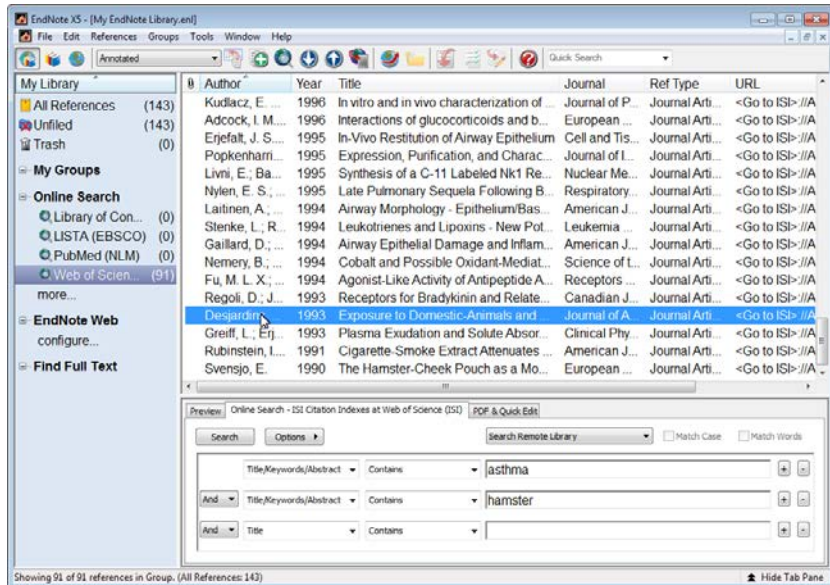 EndNote X5 - [My EndNote Library.enl]
File Edit References Groups Tools Window Help
Annotated Quick Search
My Library
All References (143)
Unfiled (143)
Trash (0)
My Groups
Online Search
Library of Con... (0)
LISTA (EBSCO) (0)
PubMed (NLM) (0)
Web of Scien... (91)
more...
EndNote Web
configure...
Find Full Text
Author Year Title Journal Ref Type URL
Kudlacz, E. ... 1996 In vitro and in vivo characterization of ... Journal of P... Journal Arti... <Go to ISI>://A
Adcock, I. M.... 1996 Interactions of glucocorticoids and b... European ... Journal Arti... <Go to ISI>://A
Erjefalt, J. S.... 1995 In-Vivo Restitution of Airway Epithelium Cell and Tis... Journal Arti... <Go to ISI>://A
Popkenharri... 1995 Expression, Purification, and Charac... Journal of I... Journal Arti... <Go to ISI>://A
Livni, E.; Ba... 1995 Synthesis of a C-11 Labeled Nk1 Re... Nuclear Me... Journal Arti... <Go to ISI>://A
Nylen, E. S.; ... 1995 Late Pulmonary Sequela Following B... Respiratory... Journal Arti... <Go to ISI>://A
Laitinen, A.; ... 1994 Airway Morphology - Epithelium/Bas... American J... Journal Arti... <Go to ISI>://A
Stenke, L.; R... 1994 Leukotrienes and Lipoxins - New Pot... Leukemia ... Journal Arti... <Go to ISI>://A
Gaillard, D.; ... 1994 Airway Epithelial Damage and Inflam... American J... Journal Arti... <Go to ISI>://A
Nemery, B.; ... 1994 Cobalt and Possible Oxidant-Mediat... Science of t... Journal Arti... <Go to ISI>://A
Fu, M. L. X.; ... 1994 Agonist-Like Activity of Antipeptide A... Receptors ... Journal Arti... <Go to ISI>://A
Regoli, D.; J... 1993 Receptors for Bradykinin and Relate... Canadian J... Journal Arti... <Go to ISI>://A
Desjardin 1993 Exposure to Domestic-Animals and ... Journal of A... Journal Arti... <Go to ISI>://A
Greiff, L.; Erj... 1993 Plasma Exudation and Solute Absor... Clinical Phy... Journal Arti... <Go to ISI>://A
Rubinstein, I.... 1991 Cigarette-Smoke Extract Attenuates ... American J... Journal Arti... <Go to ISI>://A
Svensjo, E. 1990 The Hamster-Cheek Pouch as a Mo... European ... Journal Arti... <Go to ISI>://A
Preview Online Search - ISI Citation Indexes at Web of Science (ISI) PDF & Quick Edit
Search Options Search Remote Library Match Case Match Words
Title/Keywords/Abstract Contains asthma + -
And Title/Keywords/Abstract Contains hamster + -
And Title Contains + -
Showing 91 of 91 references in Group. (All References: 143) Hide Tab Pane